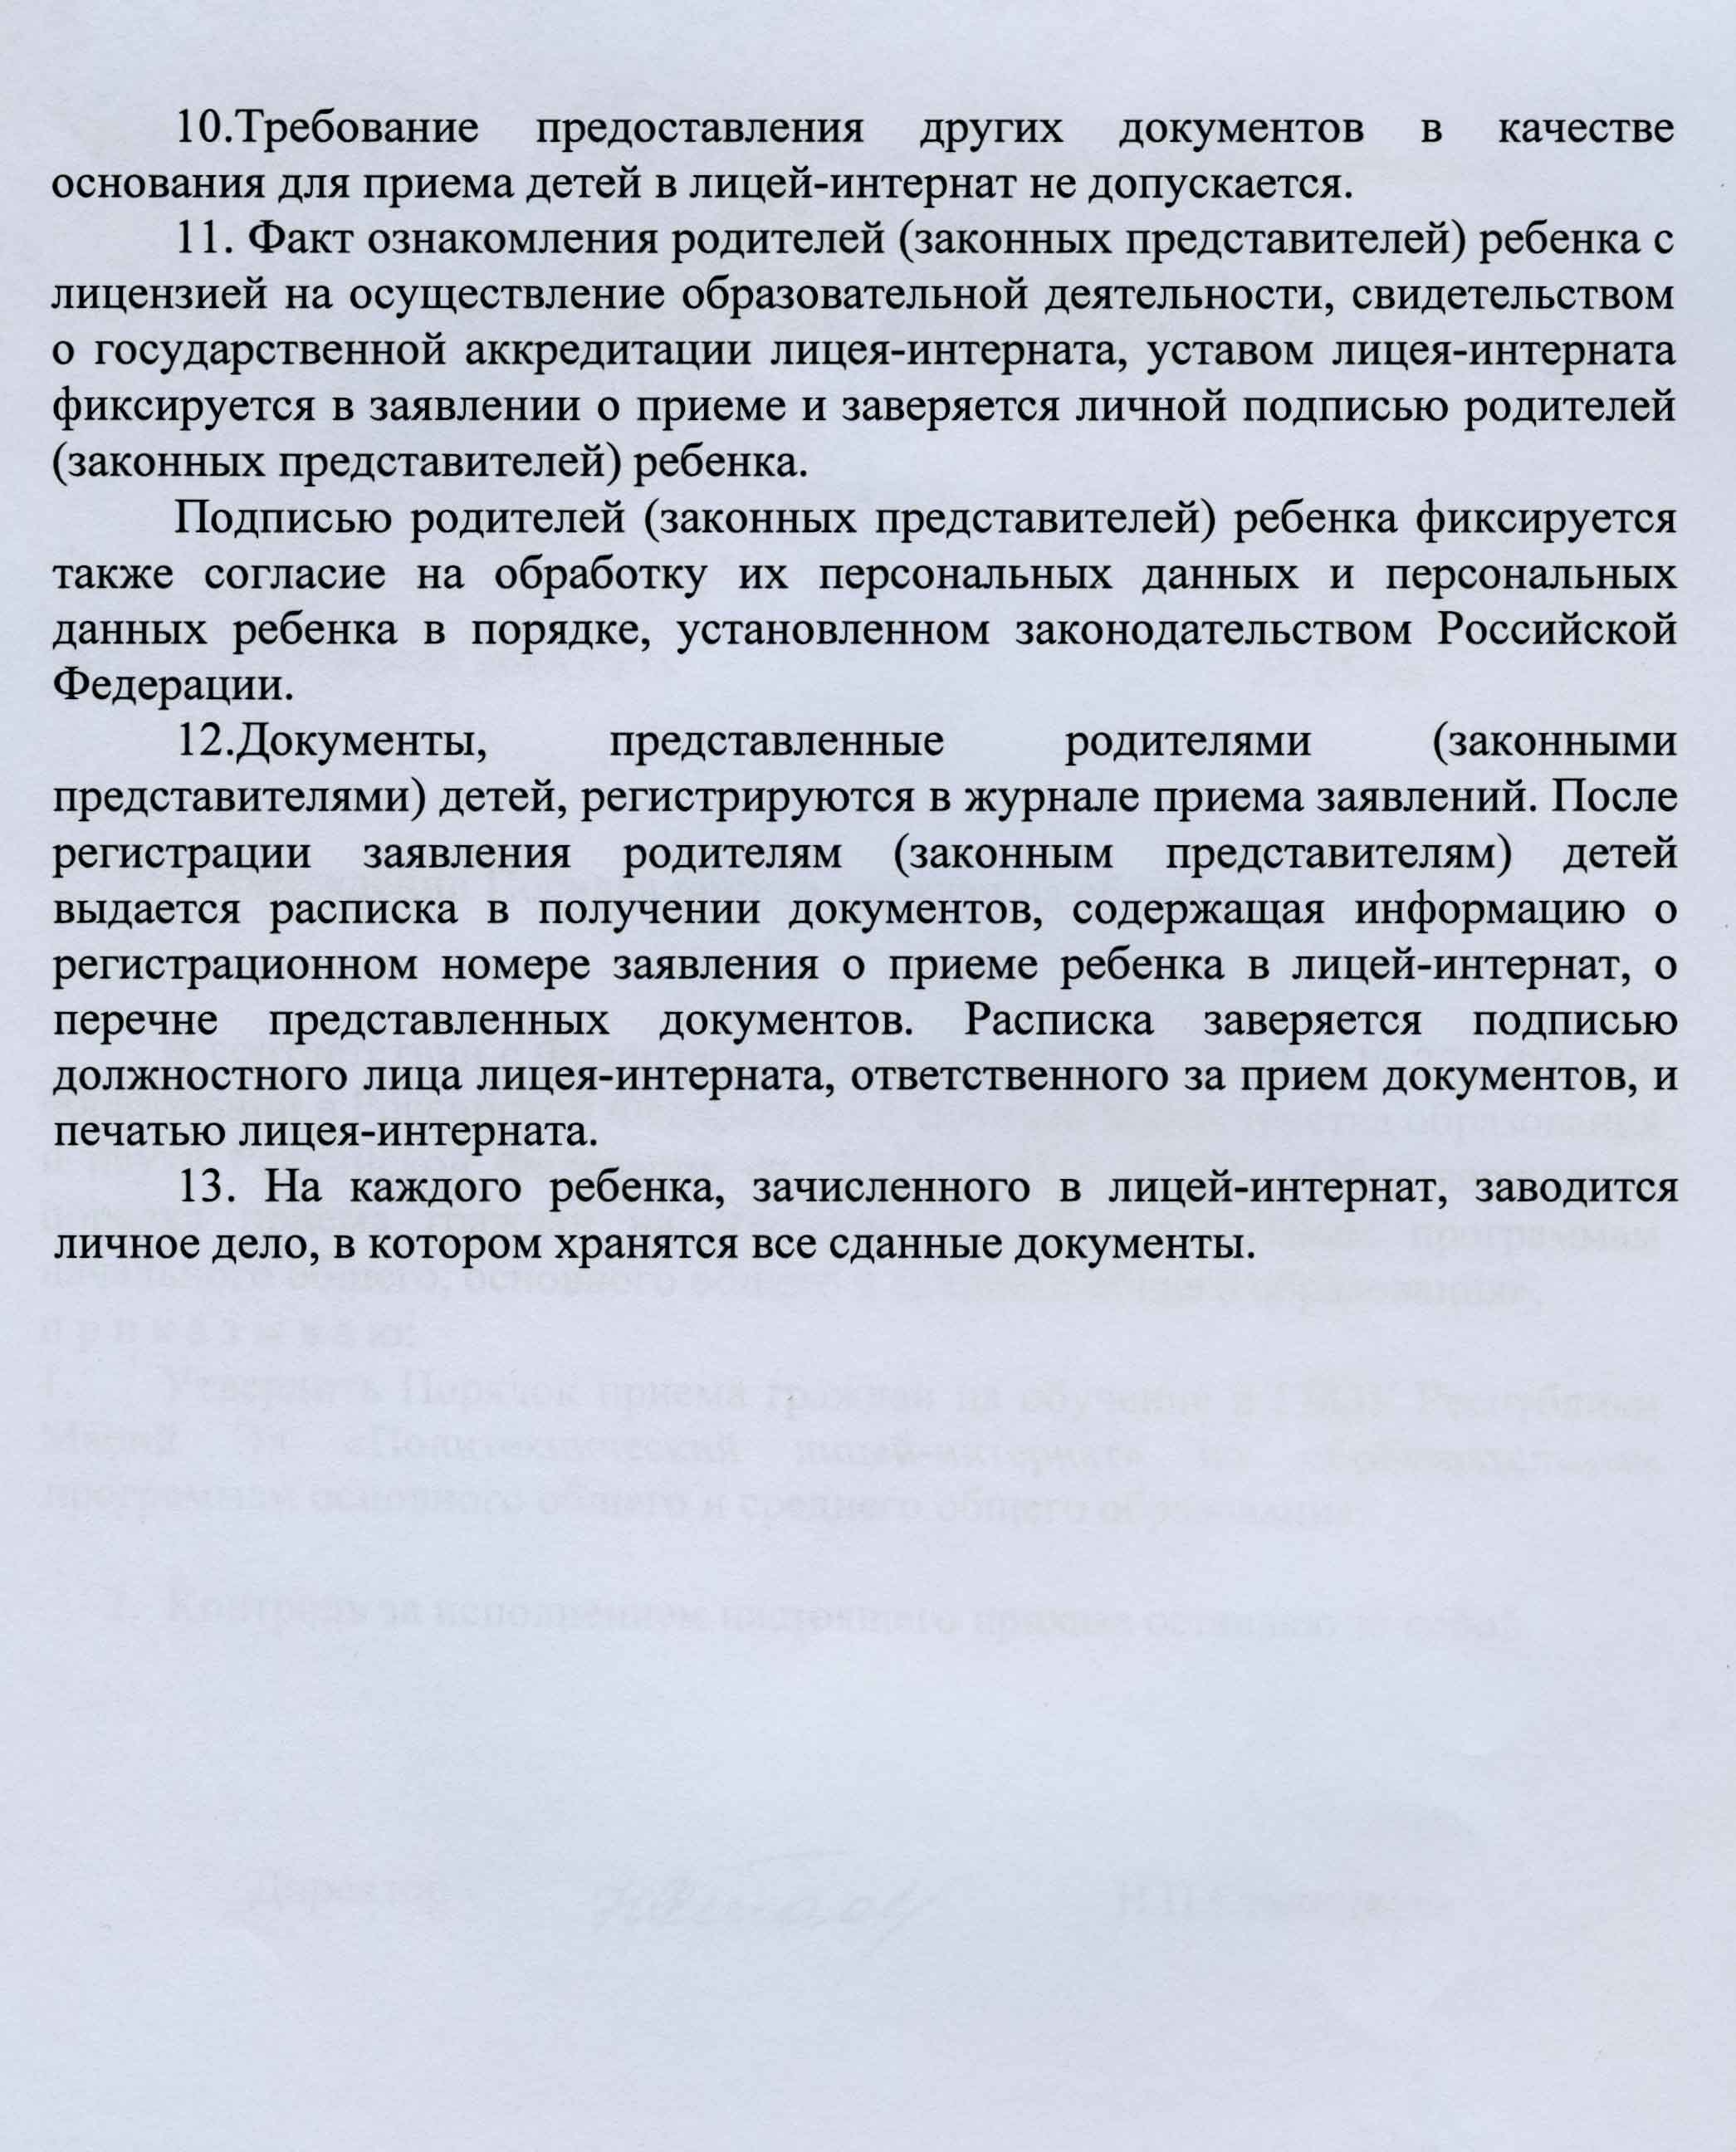 10.Требование предоставления других документов в качестве
основания для приема детей в лицей-интернат не допускается.
11. Факт ознакомления родителей (законных представителей) ребенка с
лицензией на осуществление образовательной деятельности, свидетельством
о государственной аккредитации лицея-интерната, уставом лицея-интерната
фиксируется в заявлении о приеме и заверяется личной подписью родителей
(законных представителей) ребенка.
Подписью родителей (законных представителей) ребенка фиксируется
также согласие на обработку их персональных данных и персональных
данных ребенка в порядке, установленном законодательством Российской
Федерации.
12.Документы, представленные родителями (законными
представителями) детей, регистрируются в журнале приема заявлений. После
регистрации заявления родителям (законным представителям) детей
выдается расписка в получении документов, содержащая информацию о
регистрационном номере заявления о приеме ребенка в лицей-интернат, о
перечне представленных документов. Расписка заверяется подписью
должностного лица лицея-интерната, ответственного за прием документов, и
печатью лицея-интерната.
13. На каждого ребенка, зачисленного в лицей-интернат, заводится
личное дело, в котором хранятся все сданные документы.